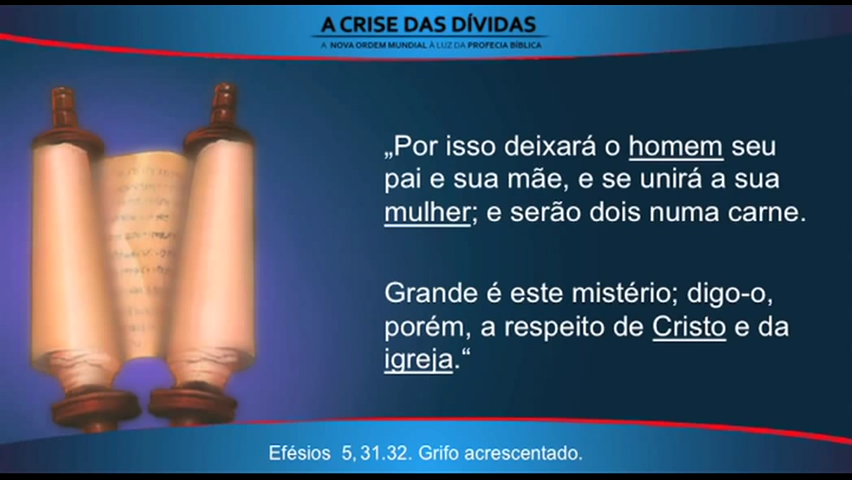 A CRISE DAS DÍVIDAS
A NOVA ORDEM MUNDIAL À LUZ DA PROFECIA BÍBLICA
„Por isso deixará o homem seu
pai e sua mãe, e se unirá a sua
mulher; e serão dois numa carne.
Grande é este mistério; digo-o,
porém, a respeito de Cristo e da
igreja.“
Efésios 5, 31.32. Grifo acrescentado.